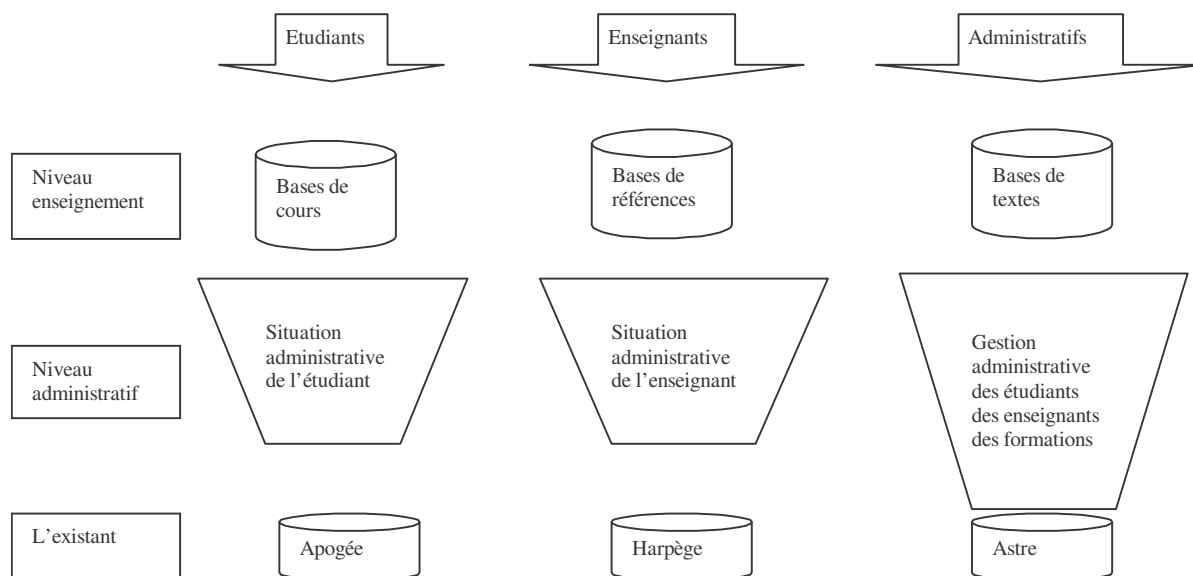 Etudiants
Enseignants
Administratifs
Niveau
enseignement
Bases de
cours
Bases de
références
Bases de
textes
Niveau
administratif
Situation
administrative
de l’étudiant
Situation
administrative
de l’enseignant
Gestion
administrative
des étudiants
des enseignants
des formations
L’existant
Apogée
Harpège
Astre